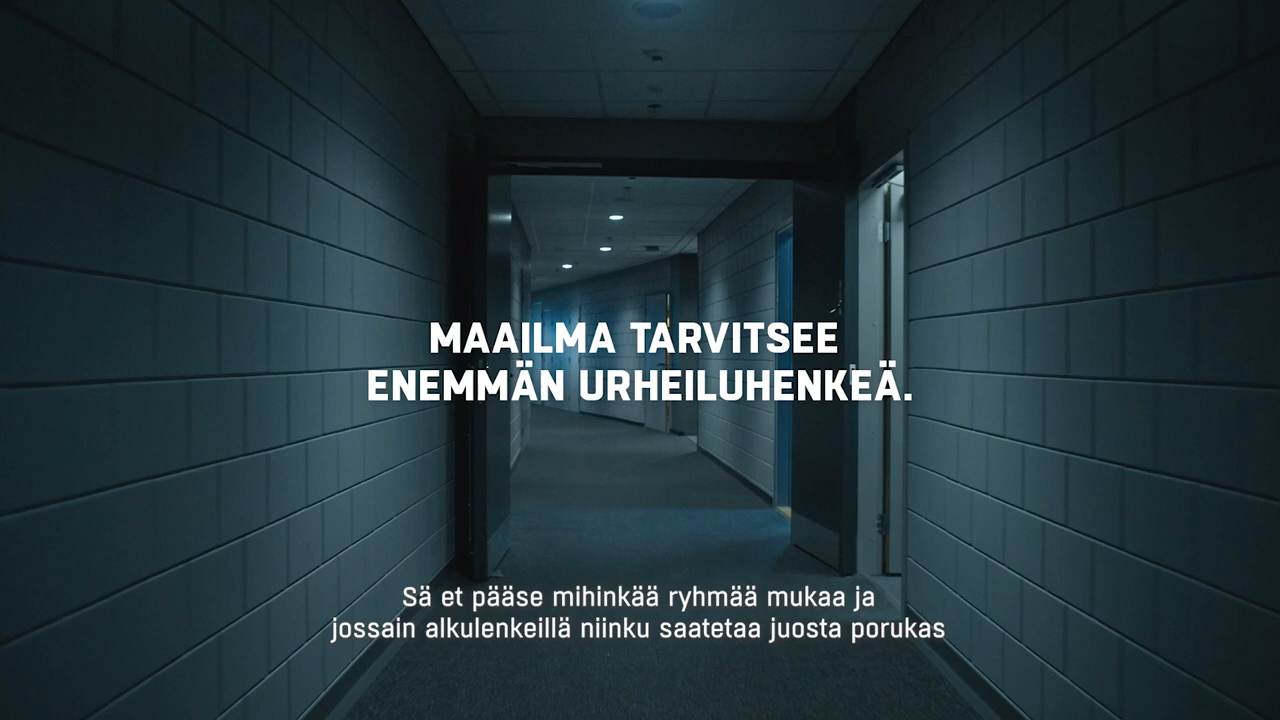 MAAILMA TARVITSEE
ENEMMÄN URHEILUHENKEÄ.
Sä et pääse mihinkää ryhmää mukaa ja
jossain alkulenkeillä niinku saatetaa juosta porukas